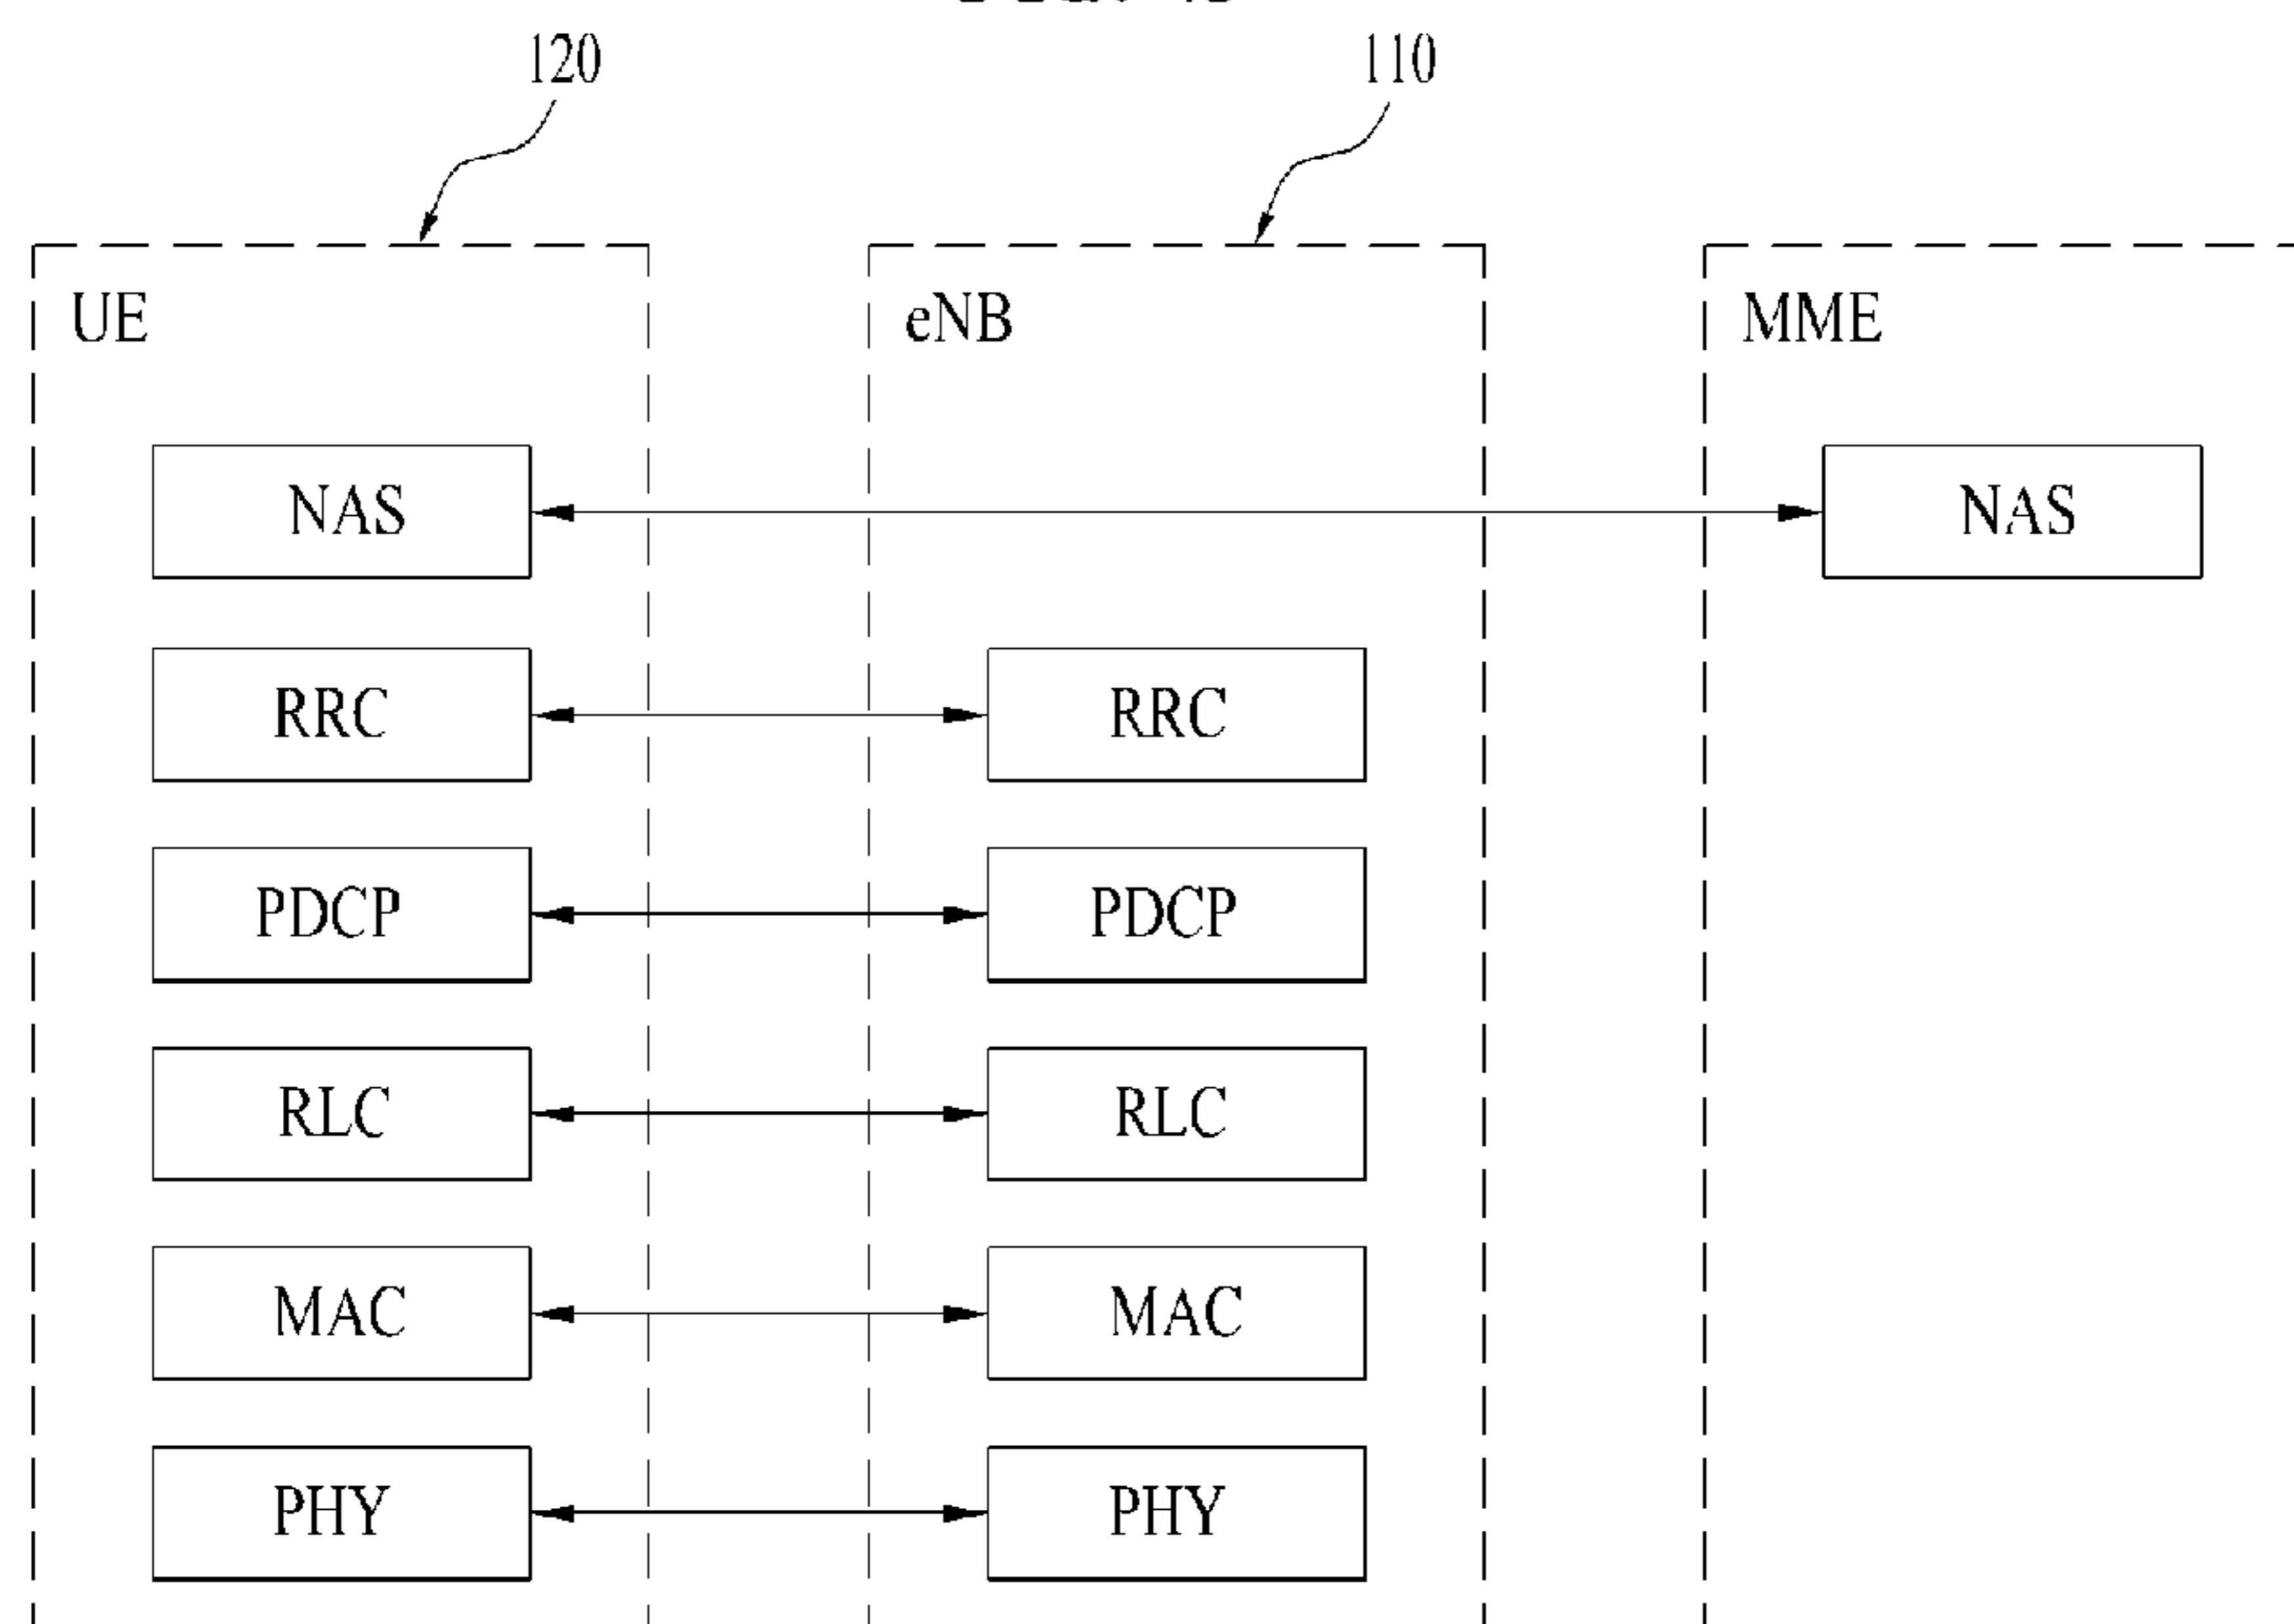 120 110
UE eNB MME
NAS NAS
RRC RRC
PDCP PDCP
RLC RLC
MAC MAC
PHY PHY